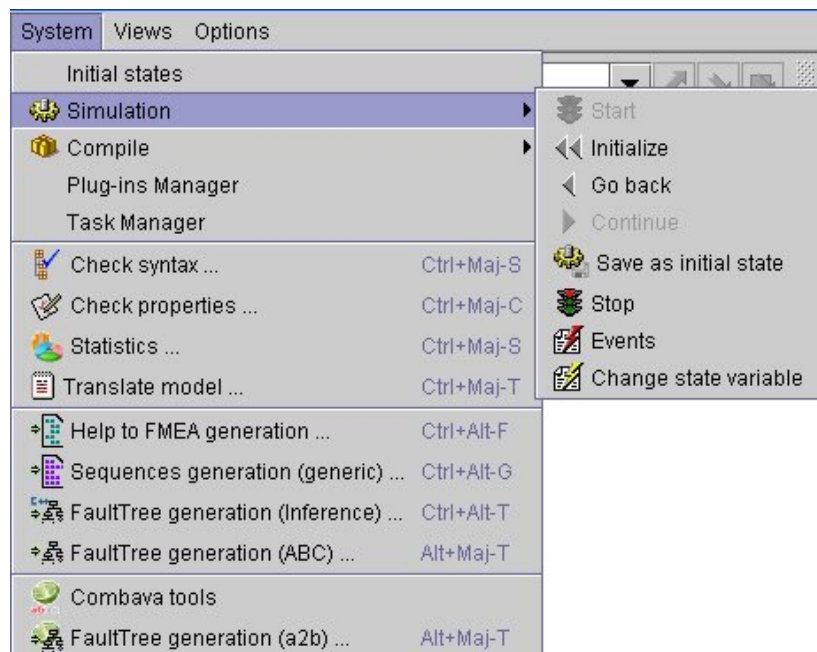 System Views Options
Initial states
Simulation
Compile
Plug-ins Manager
Task Manager
Check syntax ... Ctrl+Maj-S
Check properties ... Ctrl+Maj-C
Statistics ... Ctrl+Maj-S
Translate model ... Ctrl+Maj-T
Help to FMEA generation ... Ctrl+Alt-F
Sequences generation (generic) ... Ctrl+Alt-G
FaultTree generation (Inference) ... Ctrl+Alt-T
FaultTree generation (ABC) ... Alt+Maj-T
Combava tools
FaultTree generation (a2b) ... Alt+Maj-T
Start
Initialize
Go back
Continue
Save as initial state
Stop
Events
Change state variable